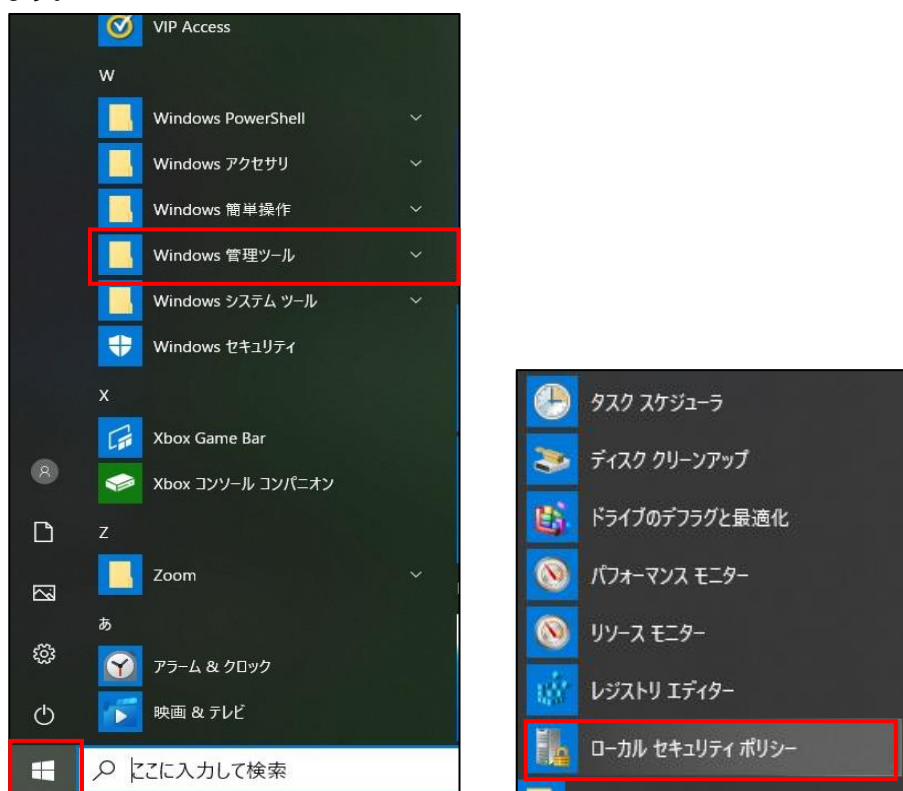 VIP Access
W
Windows PowerShell
Windows アクセサリ
Windows 簡単操作
Windows 管理ツール
Windows システム ツール
Windows セキュリティ
X
Xbox Game Bar
Xbox コンソール コンパニオン
Z
Zoom
あ
アラーム & クロック
映画 & テレビ
ここに入力して検索
タスク スケジューラ
ディスク クリーンアップ
ドライブのデフラグと最適化
パフォーマンス モニター
リソース モニター
レジストリ エディター
ローカル セキュリティ ポリシー